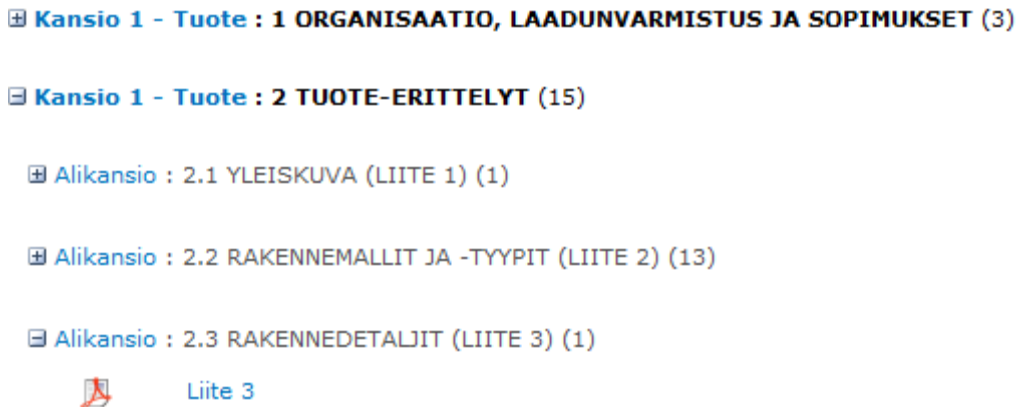 Kansio 1 - Tuote : 1 ORGANISAATIO, LAADUNVARMISTUS JA SOPIMUKSET (3)
Kansio 1 - Tuote : 2 TUOTE-ERITTELYT (15)
Alikansio : 2.1 YLEISKUVA (LIITE 1) (1)
Alikansio : 2.2 RAKENNEMALLIT JA -TYYPIT (LIITE 2) (13)
Alikansio : 2.3 RAKENNEDETALJIT (LIITE 3) (1)
Liite 3